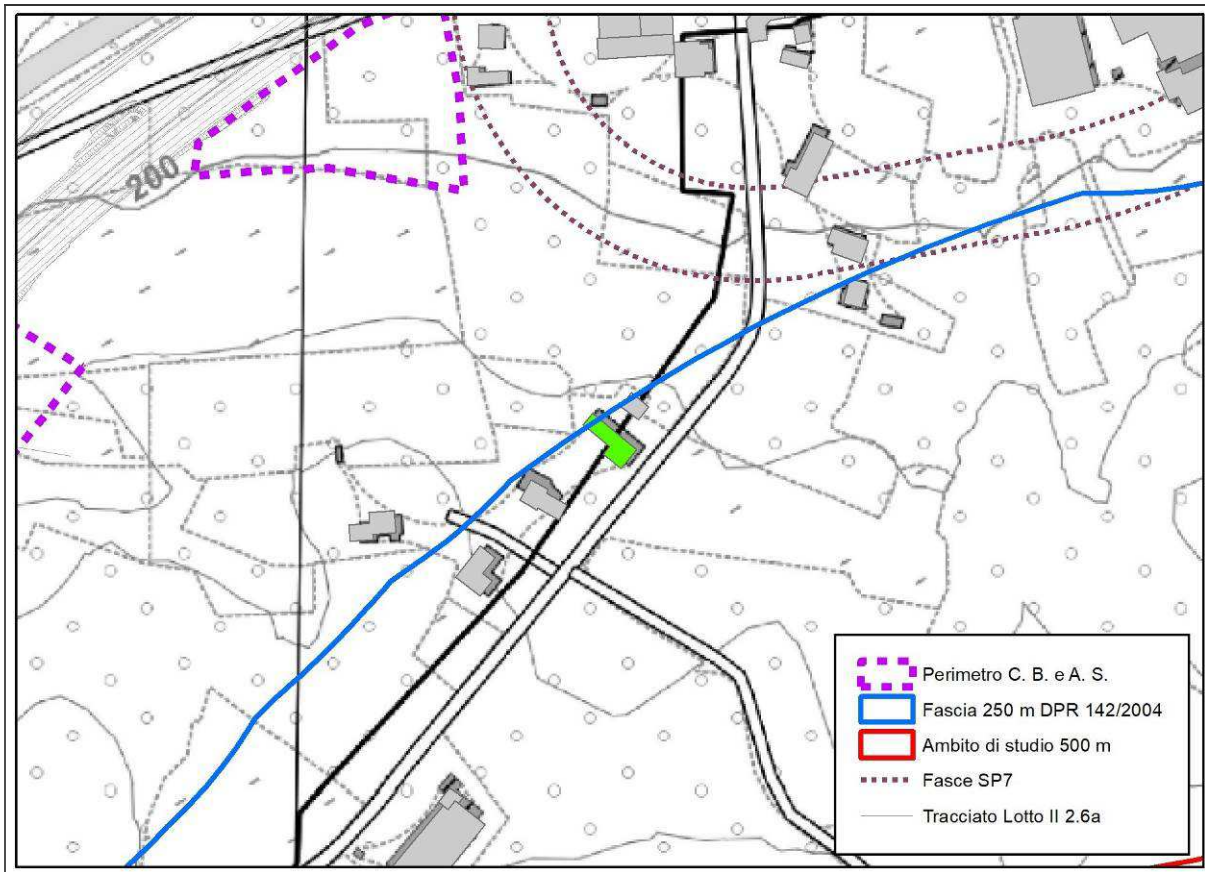 200
Perimetro C. B. e A. S.
Fascia 250 m DPR 142/2004
Ambito di studio 500 m
Fasce SP7
Tracciato Lotto II 2.6a